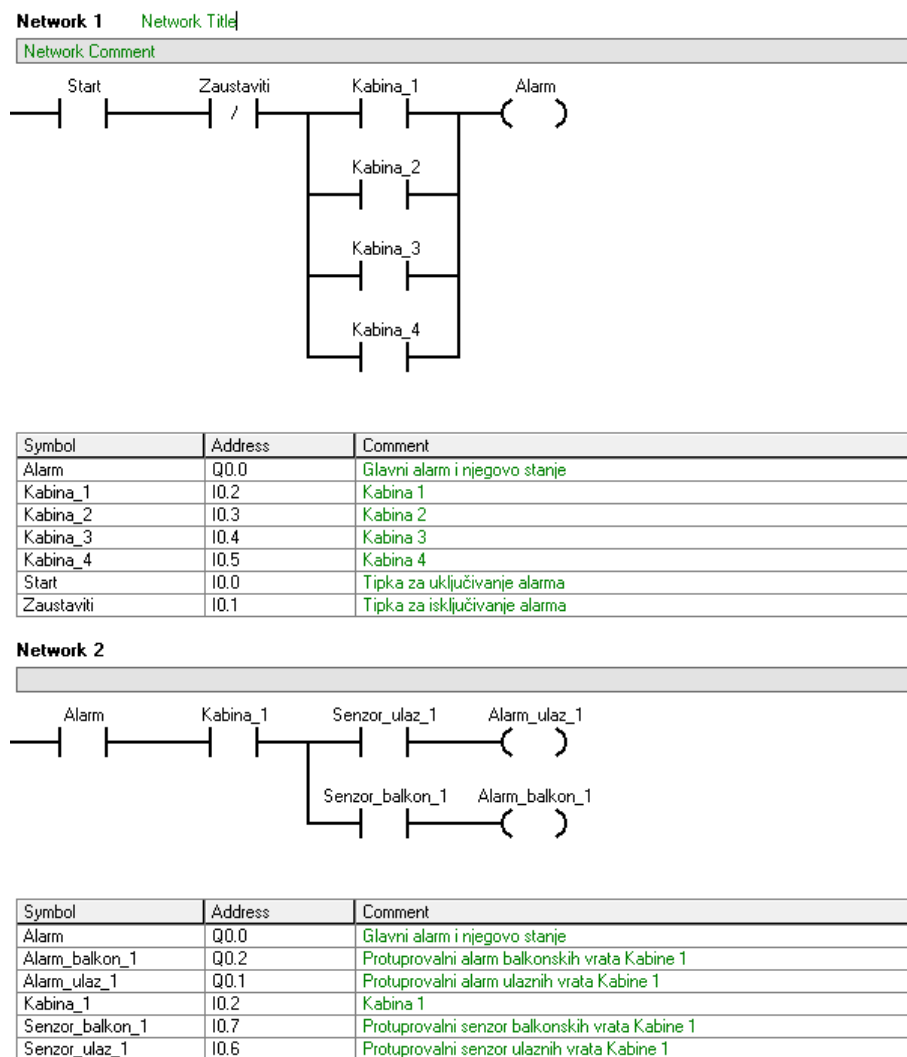 Network 1 Network Title
Network Comment
Start Zaustaviti Kabina_1 Alarm
/
Kabina_2
Kabina_3
Kabina_4
Symbol Address Comment
Alarm Q0.0 Glavni alarm i njegovo stanje
Kabina_1 I0.2 Kabina 1
Kabina_2 I0.3 Kabina 2
Kabina_3 I0.4 Kabina 3
Kabina_4 I0.5 Kabina 4
Start I0.0 Tipka za uključivanje alarma
Zaustaviti I0.1 Tipka za isključivanje alarma
Network 2
Alarm Kabina_1 Senzor_ulaz_1 Alarm_ulaz_1
Senzor_balkon_1 Alarm_balkon_1
Symbol Address Comment
Alarm Q0.0 Glavni alarm i njegovo stanje
Alarm_balkon_1 Q0.2 Protuprovalni alarm balkonskih vrata Kabine 1
Alarm_ulaz_1 Q0.1 Protuprovalni alarm ulaznih vrata Kabine 1
Kabina_1 I0.2 Kabina 1
Senzor_balkon_1 I0.7 Protuprovalni senzor balkonskih vrata Kabine 1
Senzor_ulaz_1 I0.6 Protuprovalni senzor ulaznih vrata Kabine 1